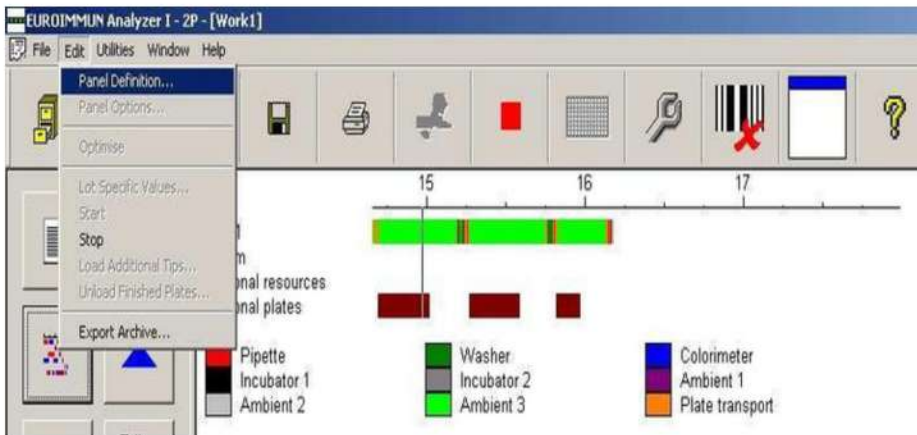 EUROIMMUN Analyzer I - 2P - [Work1]
File Edit Utilities Window Help
Panel Definition...
Panel Options...
Optimise
Lot Specific Values...
Start
Stop
Load Additional Tips...
Unload Finished Plates...
Export Archive...
15 16 17
onal resources
onal plates
Pipette Washer Colorimeter
Incubator 1 Incubator 2 Ambient 1
Ambient 2 Ambient 3 Plate transport